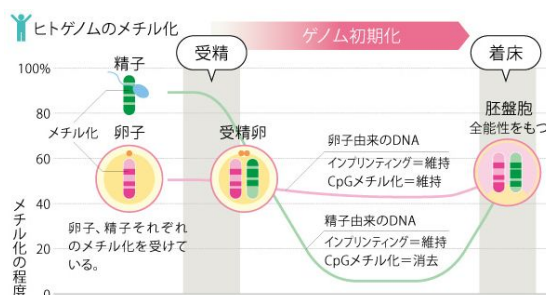 ヒトゲノムのメチル化
受精
ゲノム初期化
着床
100%
80
60
40
20
0
メチル化の程度
精子
メチル化
卵子
卵子、精子それぞれ
のメチル化を受けて
いる。
受精卵
卵子由来のDNA
インプリンティング＝維持
CpGメチル化＝維持
精子由来のDNA
インプリンティング＝維持
CpGメチル化＝消去
胚盤胞
全能性をもつ